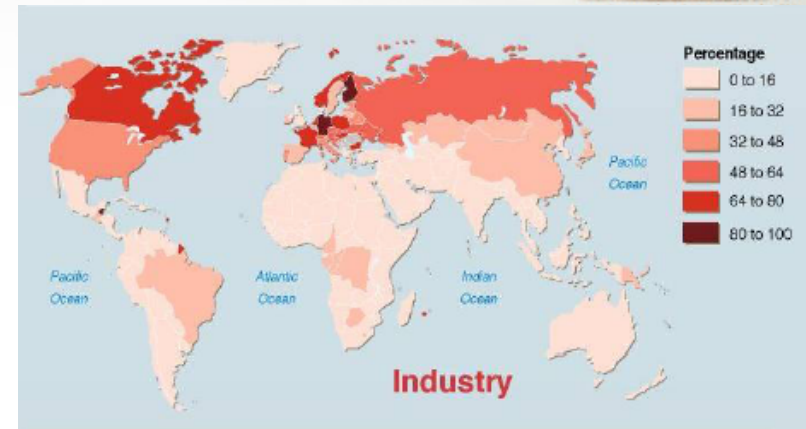 Percentage
0 to 16
16 to 32
32 to 48
48 to 64
64 to 80
80 to 100
Pacific
Ocean
Pacific
Ocean
Atlantic
Ocean
Indian
Ocean
Industry